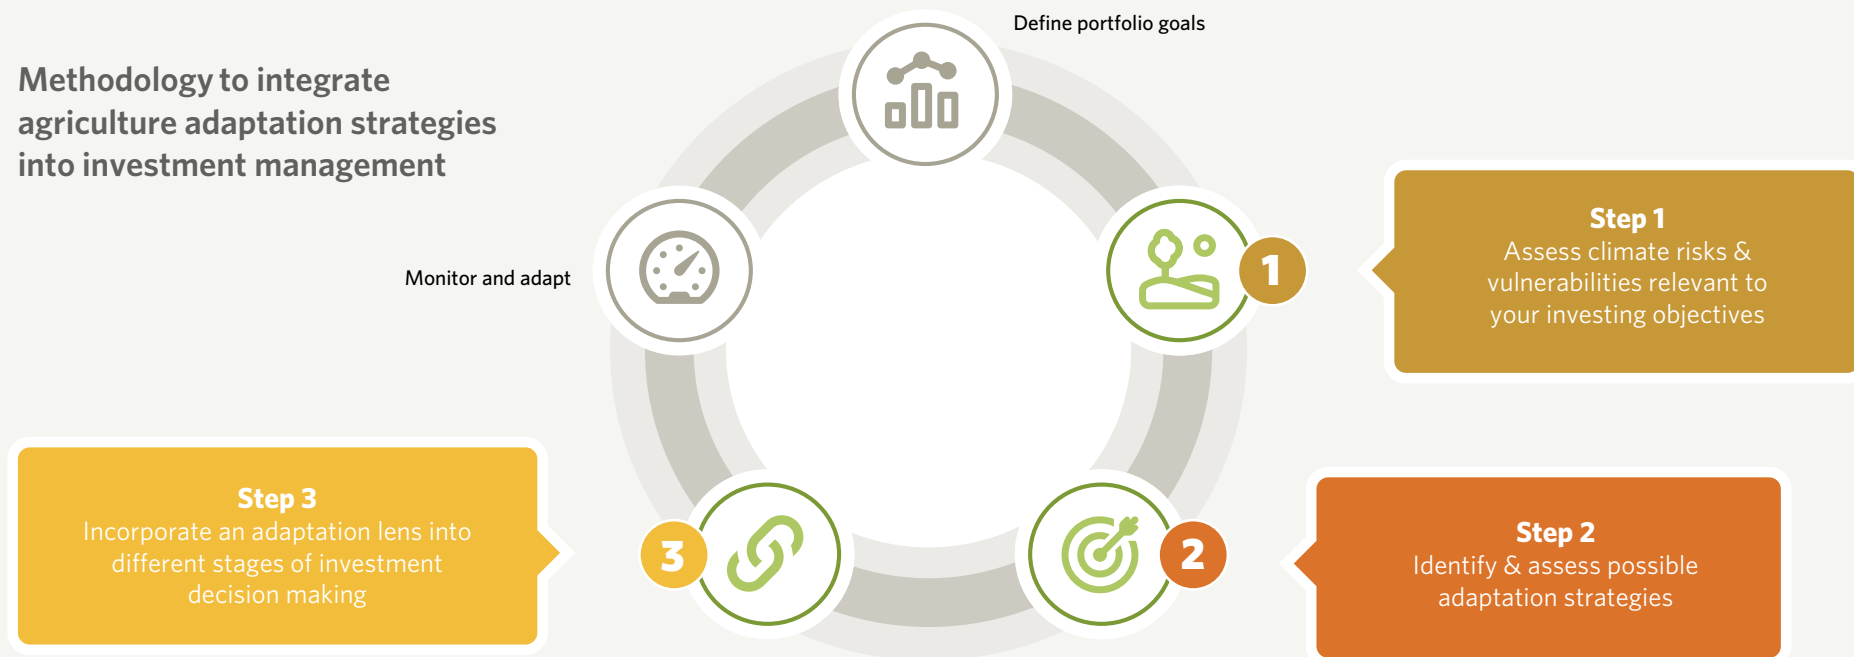 Methodology to integrate
agriculture adaptation strategies
into investment management
Define portfolio goals
1
Step 1
Assess climate risks &
vulnerabilities relevant to
your investing objectives
2
Step 2
Identify & assess possible
adaptation strategies
3
Step 3
Incorporate an adaptation lens into
different stages of investment
decision making
Monitor and adapt